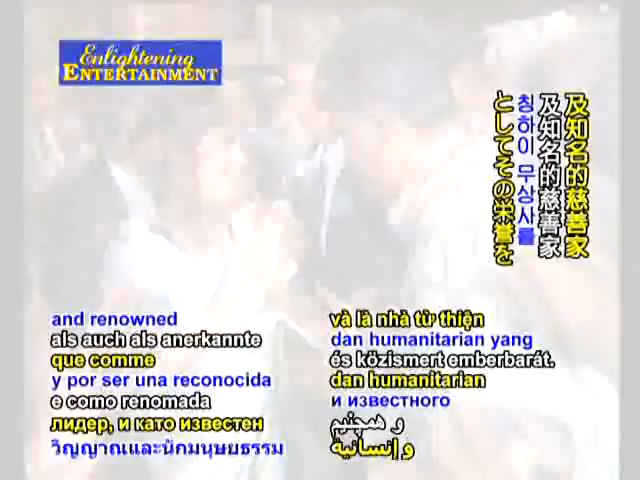 Enlightening
ENTERTAINMENT
及知名的慈善家
及知名的慈善家
칭하이 무상사를
としてその栄誉を
and renowned
als auch als anerkannte
que comme
y por ser una reconocida
e como renomada
лидер, и като известен
วิญญาณและนักมนุษยธรรม
và là nhà từ thiện
dan humanitarian yang
és közismert emberbarát.
dan humanitarian
и известного
و همچنیم
و إنسانية